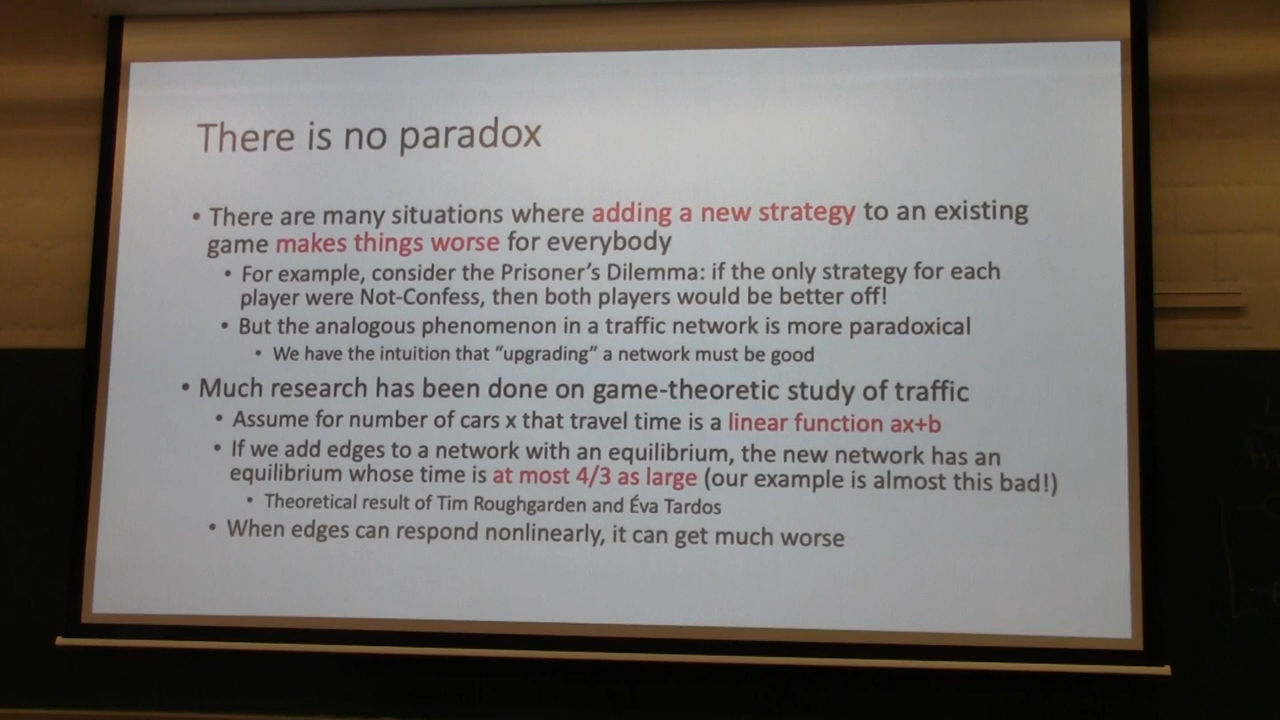 There is no paradox
• There are many situations where adding a new strategy to an existing
game makes things worse for everybody
• For example, consider the Prisoner's Dilemma: if the only strategy for each
player were Not-Confess, then both players would be better off!
• But the analogous phenomenon in a traffic network is more paradoxical
• We have the intuition that "upgrading" a network must be good
• Much research has been done on game-theoretic study of traffic
• Assume for number of cars x that travel time is a linear function ax+b
• If we add edges to a network with an equilibrium, the new network has an
equilibrium whose time is at most 4/3 as large (our example is almost this bad!)
• Theoretical result of Tim Roughgarden and Éva Tardos
• When edges can respond nonlinearly, it can get much worse